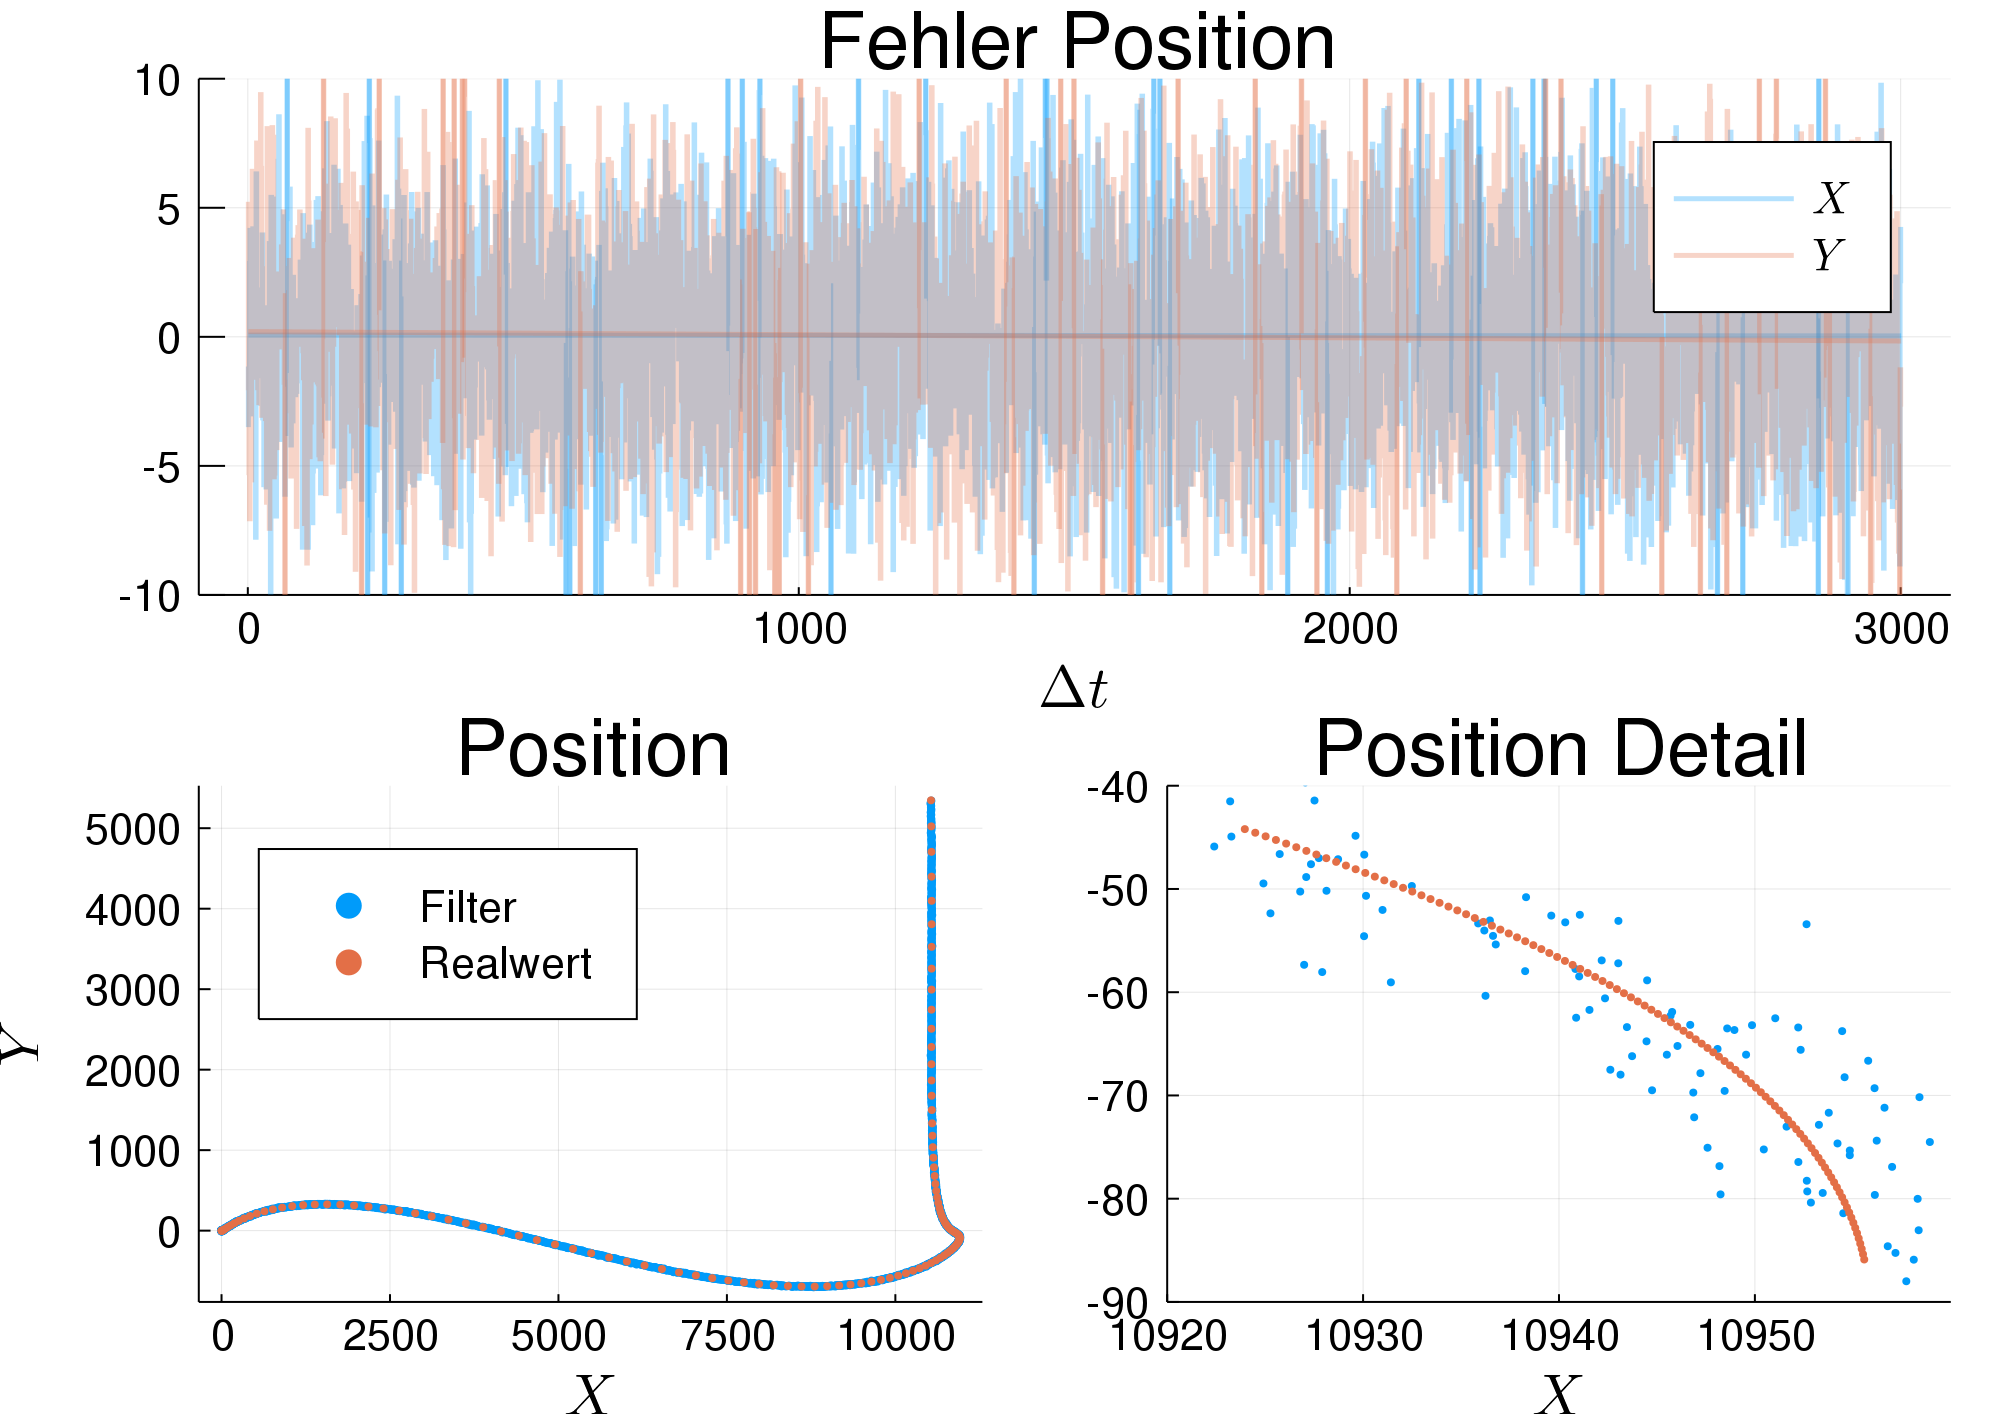 Fehler Position
10
5
0
-5
-10
X
Y
0 1000 2000 3000
Δt
Position
5000
4000
3000
2000
1000
0
Y
Filter
Realwert
0 2500 5000 7500 10000
X
Position Detail
-40
-50
-60
-70
-80
-90
10920 10930 10940 10950
X